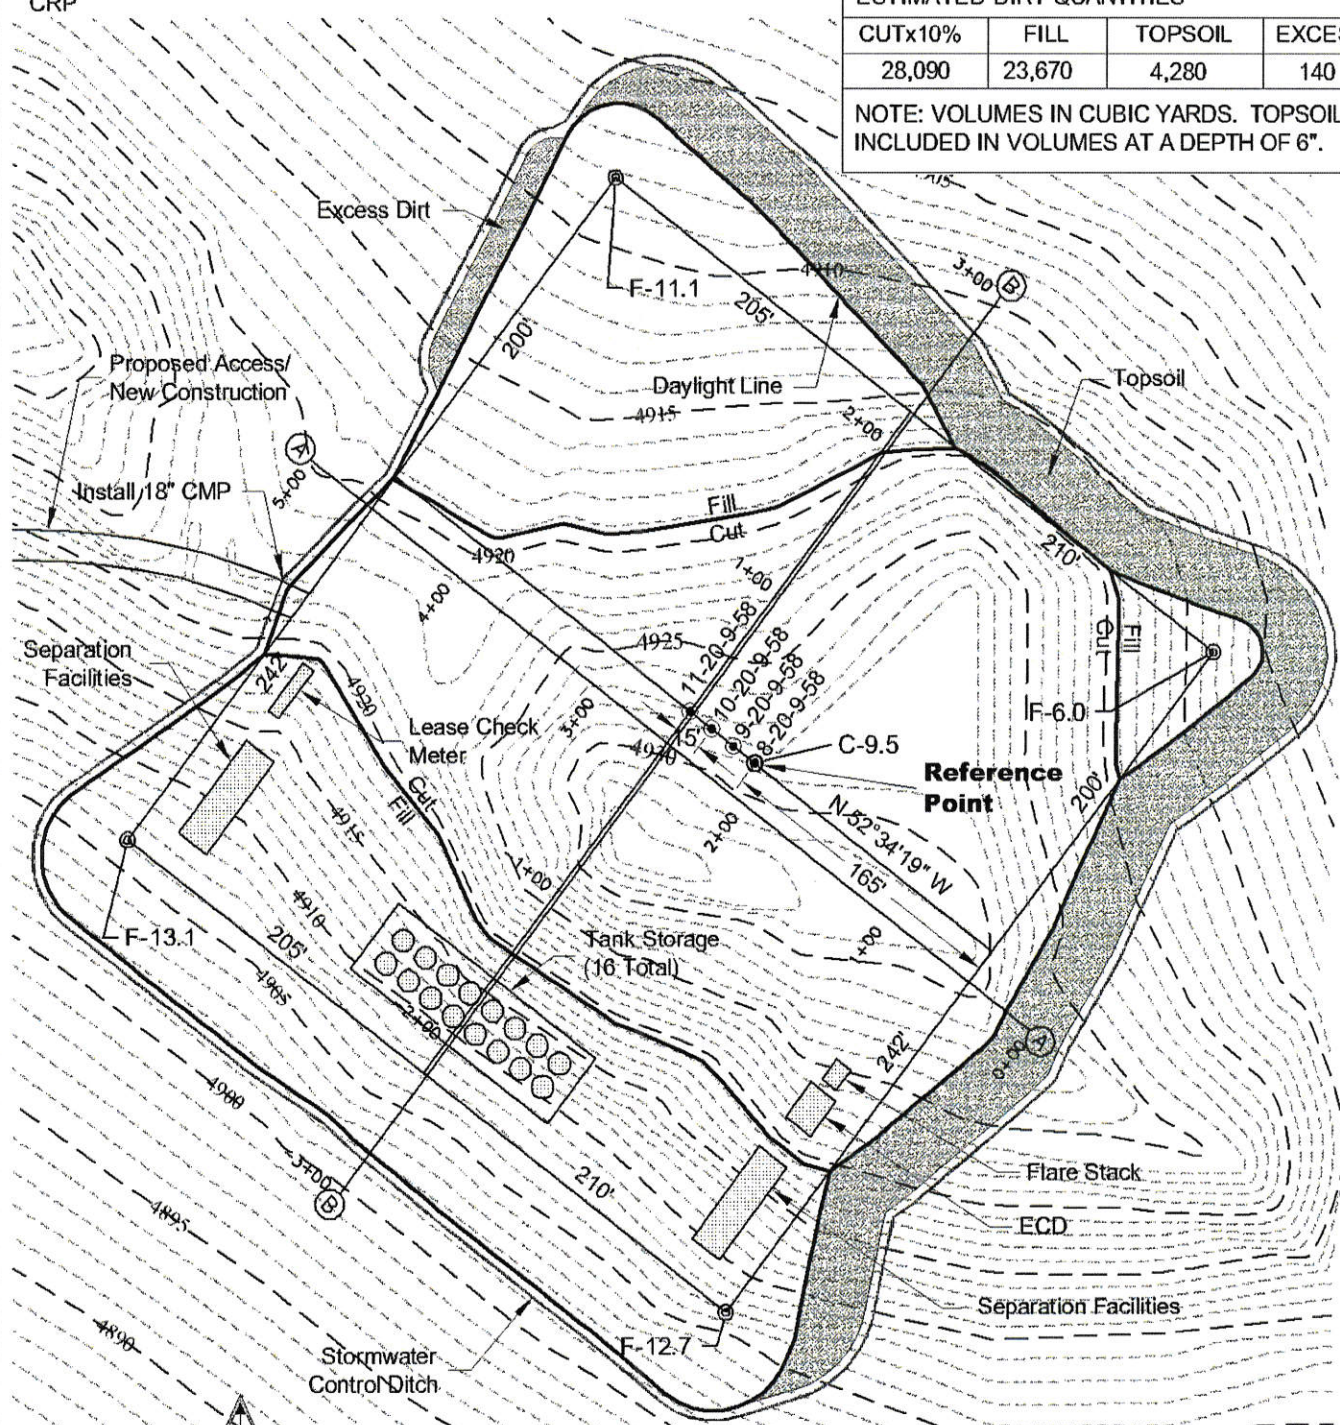 CRP
ESTIMATED DIRT QUANTITIES
CUTx10% FILL TOPSOIL
28,090 23,670 4,280 140
NOTE: VOLUMES IN CUBIC YARDS. TOPSOIL
INCLUDED IN VOLUMES AT A DEPTH OF 6".
Excess Dirt
F-11.1
4910
3+00
B
200'
205'
Proposed Access/
New Construction
Daylight Line
Topsoil
4915
2+00
A
5+00
Install 18" CMP
Fill
Cut
4920
210'
1+00
4+00
Fill
Cut
Separation
Facilities
242'
4920
4925
11-20-9-58
10-20-9-58
9-20-9-58
8-20-9-58
Lease Check
Meter
3+00
C-9.5
F-6.0
Reference
Point
200'
Cut
Fill
4915
N 52°34'19" W
2+00
165'
1+00
4910
F-13.1
205'
Tank Storage
(16 Total)
4905
2+00
242'
0+00
A
4900
3+00
B
210'
Flare Stack
ECD
4895
Separation Facilities
F-12.7
4890
Stormwater
Control Ditch